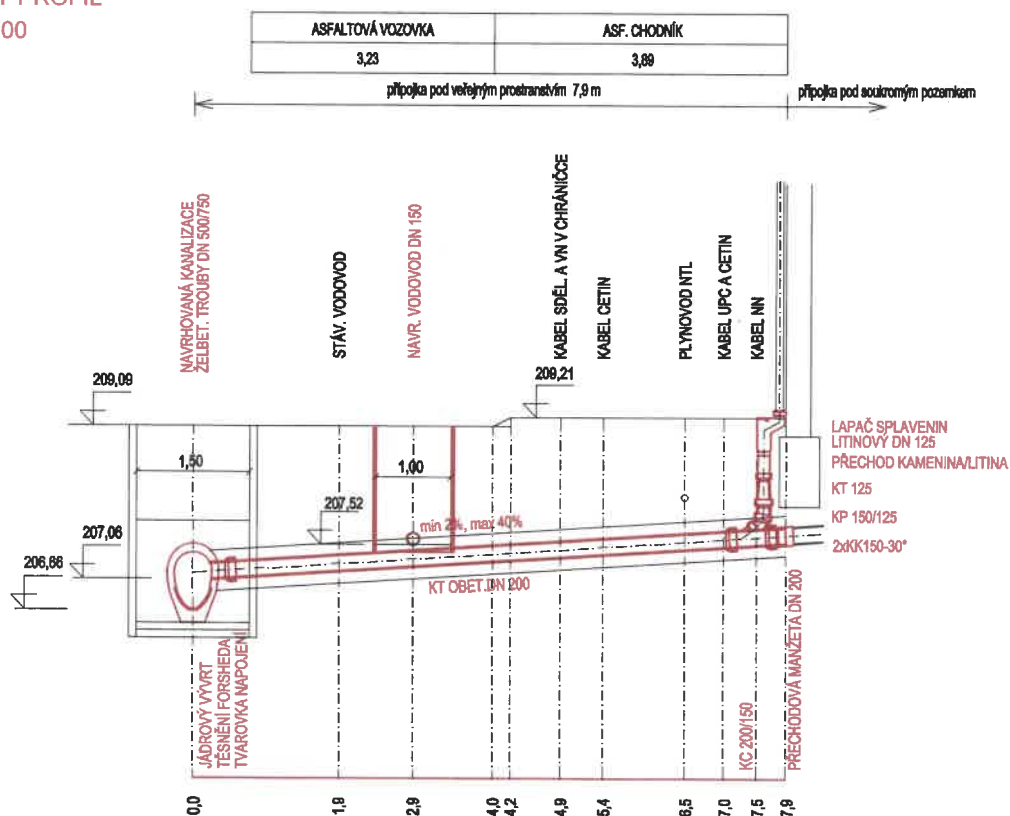 00
ASFALTOVÁ VOZOVKA
ASF. CHODNÍK
3,23
3,89
přípojka pod veřejným prostranstvím 7,9 m
přípojka pod soukromým pozemkem
NAVRHOVANÁ KANALIZACE
ŽELBET. TROUBY DN 500/750
STÁV. VODOVOD
NAVR. VODOVOD DN 150
KABEL SDĚL. A VN V CHRÁNIČCE
KABEL CETIN
PLYNOVOD NTL
KABEL UPC A CETIN
KABEL NN
209,09
209,21
1,50
1,00
207,52
min 2%, max 40%
207,06
206,66
KT OBET.DN 200
LAPAČ SPLAVENIN
LITINOVÝ DN 125
PŘECHOD KAMENINA/LITINA
KT 125
KP 150/125
2xKK150-30°
JÁDROVÝ VÝVRT
TĚSNĚNÍ FORSHEDA
TVAROVKA NAPOJENÍ
KC 200/150
PŘECHODOVÁ MANŽETA DN 200
0,0
1,9
2,9
4,0
4,2
4,9
5,4
6,5
7,0
7,5
7,9